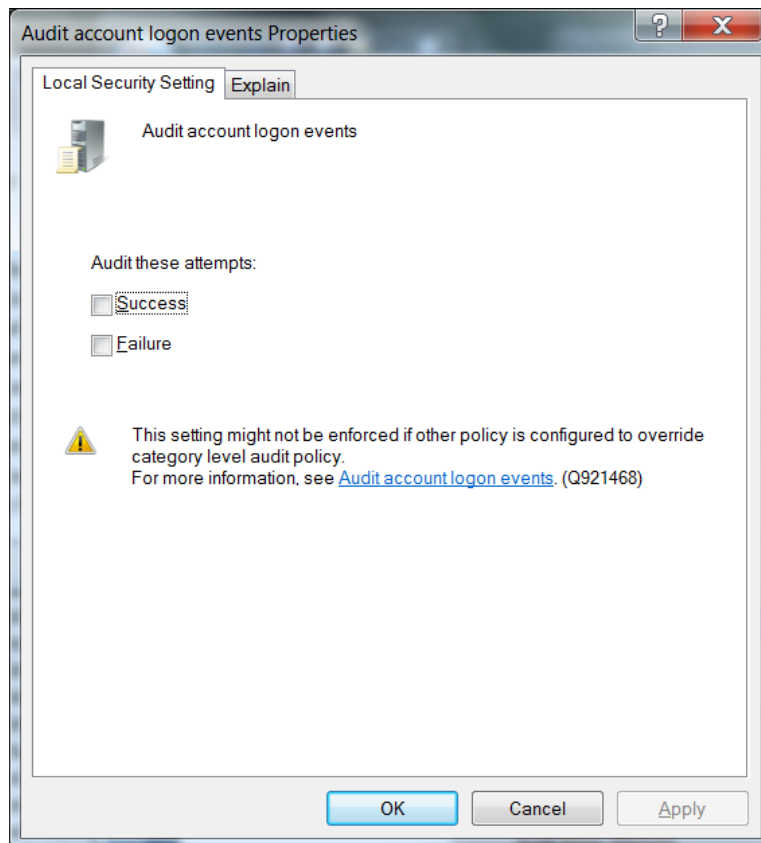 Audit account logon events Properties
Local Security Setting
Explain
Audit account logon events
Audit these attempts:
Success
Failure
This setting might not be enforced if other policy is configured to override
category level audit policy.
For more information, see Audit account logon events. (Q921468)
OK
Cancel
Apply